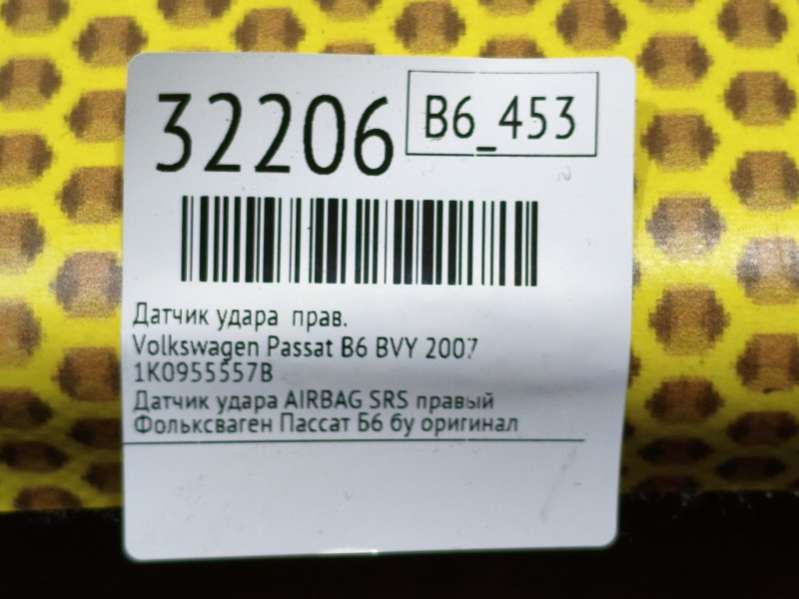 32206
B6_453
Датчик удара прав.
Volkswagen Passat B6 BVY 2007
1K0955557B
Датчик удара AIRBAG SRS правый
Фольксваген Пассат Б6 бу оригинал